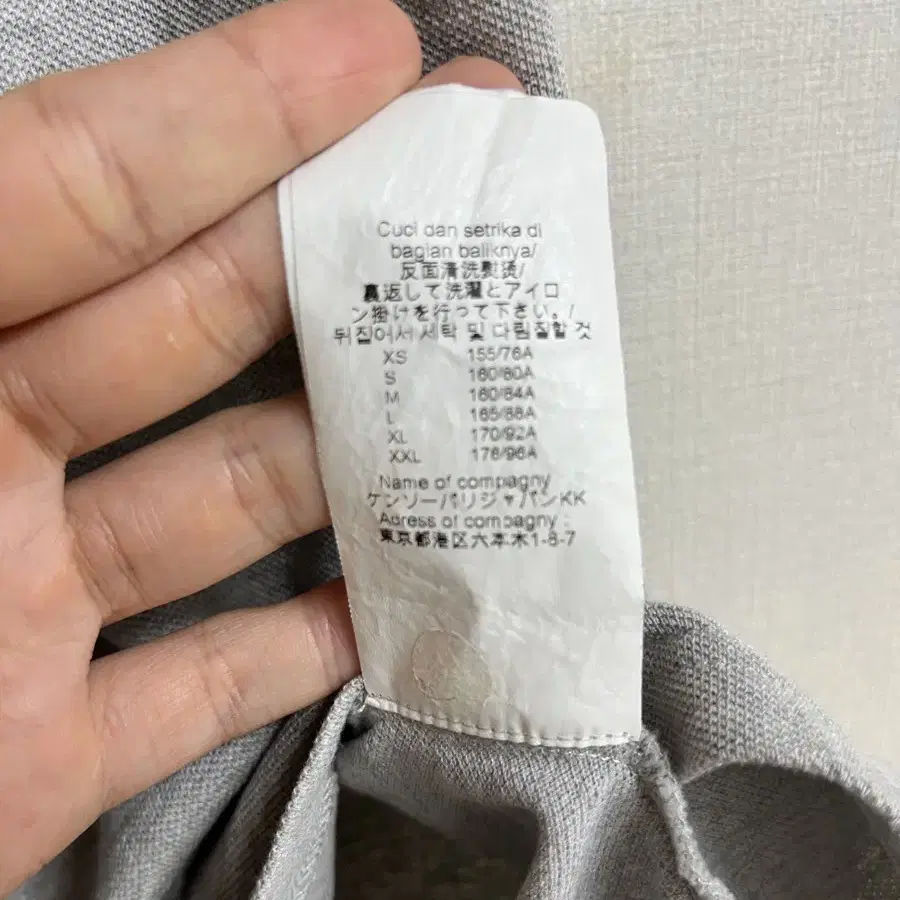 Cuci dan setrika di
bagian baliknya/
反面清洗熨烫/
裏返して洗濯とアイロ
ン掛けを行って下さい。/
뒤집어서 세탁 및 다림질할 것
XS 155/76A
S 160/80A
M 160/84A
L 165/88A
XL 170/92A
XXL 176/96A
Name of compagny
ケンゾーパリジャパンKK
Adress of compagny :
東京都港区六本木1-8-7